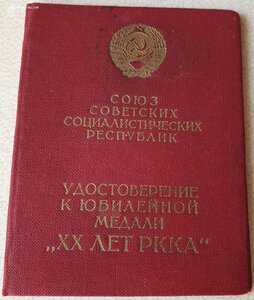 СОЮЗ
СОВЕТСКИХ
СОЦИАЛИСТИЧЕСКИХ
РЕСПУБЛИК
УДОСТОВЕРЕНИЕ
К ЮБИЛЕЙНОЙ
МЕДАЛИ
„XX ЛЕТ РККА“